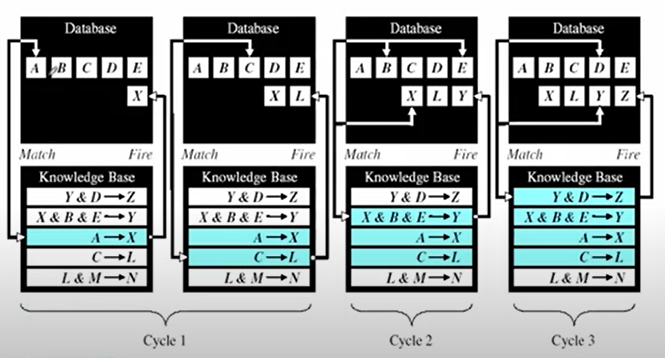 Database
A B C D E
X
Match Fire
Knowledge Base
Y & D → Z
X & B & E → Y
A → X
C → L
L & M → N
Database
A B C D E
X L
Match Fire
Knowledge Base
Y & D → Z
X & B & E → Y
A → X
C → L
L & M → N
Cycle 1
Database
A B C D E
X L Y
Match Fire
Knowledge Base
Y & D → Z
X & B & E → Y
A → X
C → L
L & M → N
Cycle 2
Database
A B C D E
X L Y Z
Match Fire
Knowledge Base
Y & D → Z
X & B & E → Y
A → X
C → L
L & M → N
Cycle 3